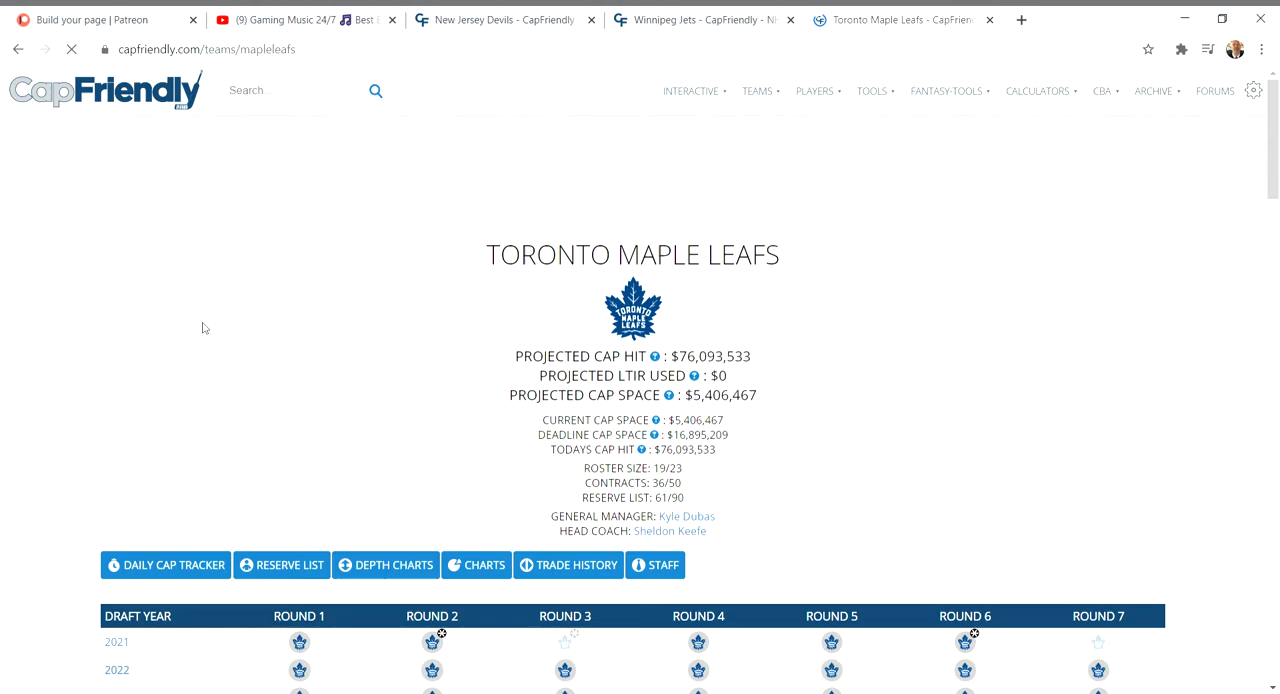 Build your page | Patreon
(9) Gaming Music 24/7 🎵 Best E
New Jersey Devils - CapFriendly
Winnipeg Jets - CapFriendly - NH
Toronto Maple Leafs - CapFrien
capfriendly.com/teams/mapleleafs
CapFriendly
Search...
INTERACTIVE
TEAMS
PLAYERS
TOOLS
FANTASY-TOOLS
CALCULATORS
CBA
ARCHIVE
FORUMS
TORONTO MAPLE LEAFS
TORONTO
MAPLE
LEAFS
PROJECTED CAP HIT ? : $76,093,533
PROJECTED LTIR USED ? : $0
PROJECTED CAP SPACE ? : $5,406,467
CURRENT CAP SPACE ? : $5,406,467
DEADLINE CAP SPACE ? : $16,895,209
TODAYS CAP HIT ? : $76,093,533
ROSTER SIZE: 19/23
CONTRACTS: 36/50
RESERVE LIST: 61/90
GENERAL MANAGER: Kyle Dubas
HEAD COACH: Sheldon Keefe
DAILY CAP TRACKER
RESERVE LIST
DEPTH CHARTS
CHARTS
TRADE HISTORY
STAFF
DRAFT YEAR ROUND 1 ROUND 2 ROUND 3 ROUND 4 ROUND 5 ROUND 6 ROUND 7
2021
2022